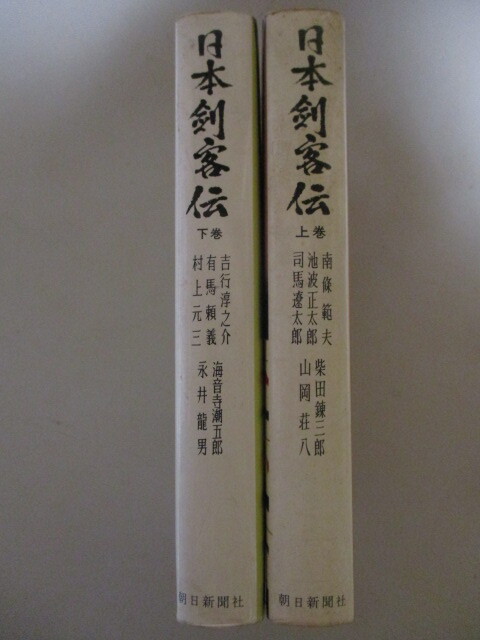 日本剣客伝
上巻
南條範夫
池波正太郎
司馬遼太郎
柴田錬三郎
山岡荘八
朝日新聞社
日本剣客伝
下巻
吉行淳之介
有馬頼義
村上元三
海音寺潮五郎
永井龍男
朝日新聞社